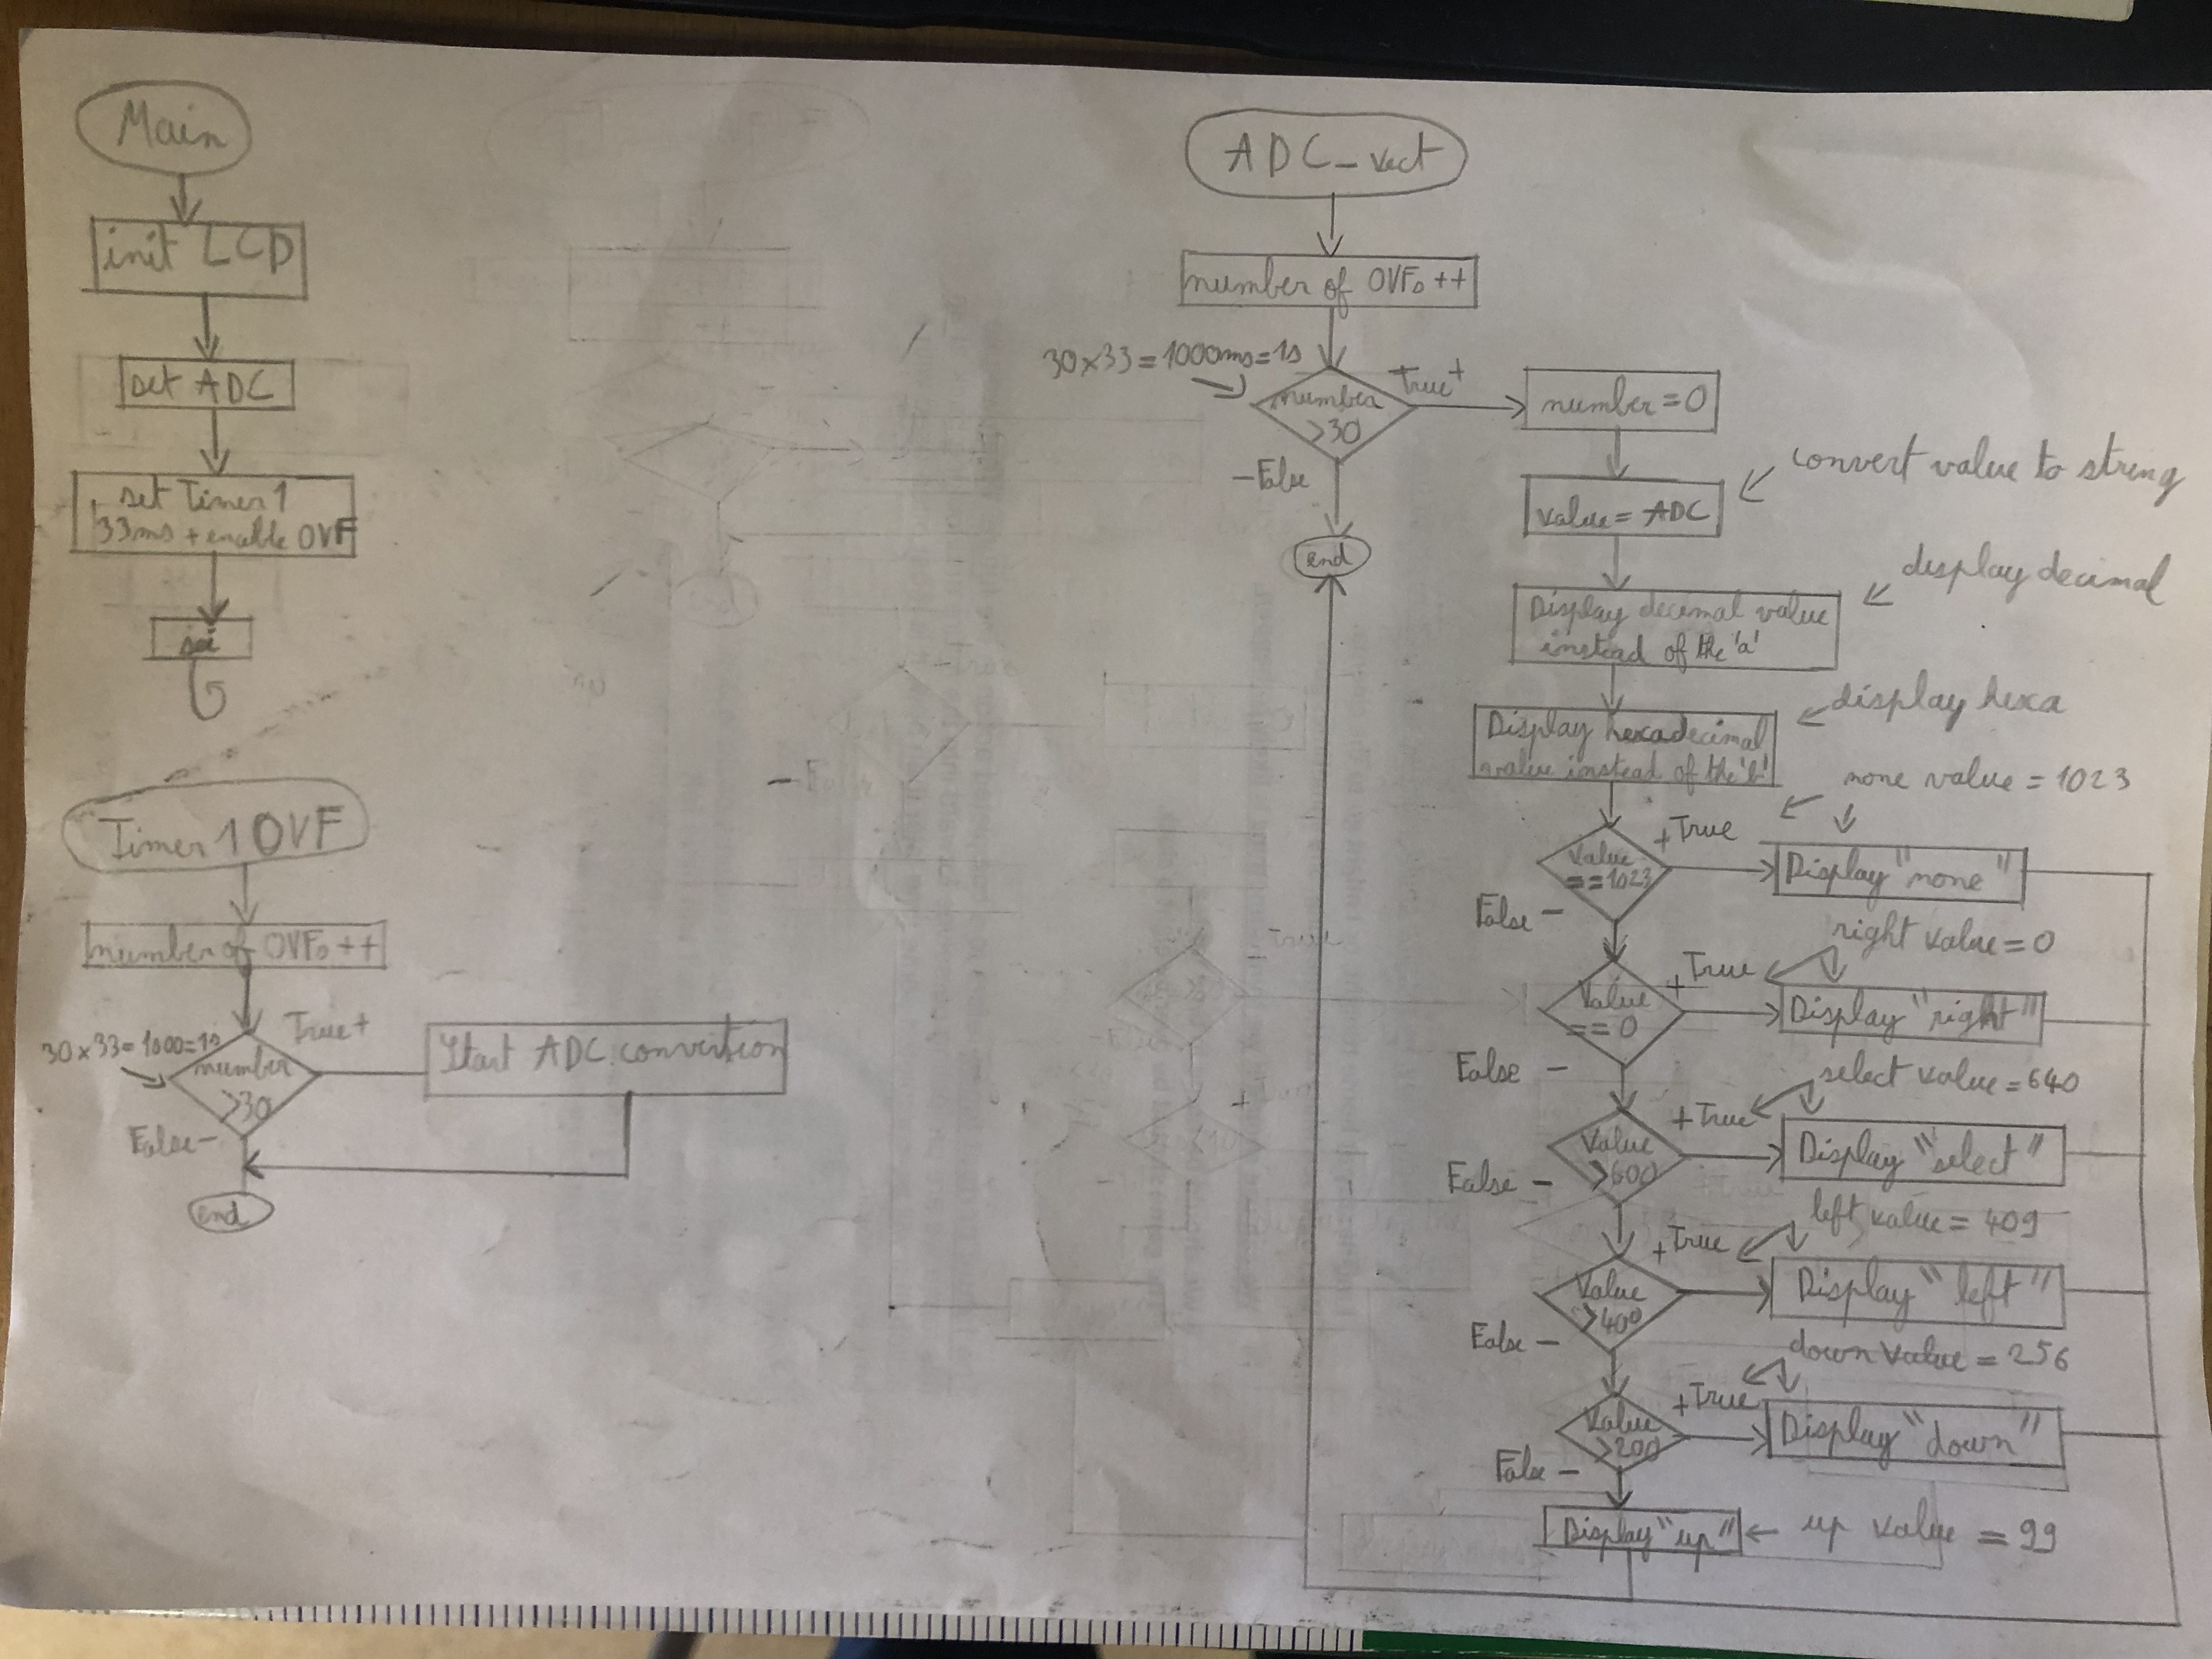 Main
init LCD
set ADC
set Timer 1
33ms + enable OVF
sei
Timer 1 OVF
number of OVFs ++
30x33=1000=1s
True +
number
>30
Start ADC convertion
False -
end
ADC_vect
number of OVFs ++
30x33=1000ms=1s
number
>30
True +
- False
end
number = 0
convert value to string
value = ADC
display decimal
Display decimal value
instead of the 'a'
display hexa
Display hexadecimal
value instead of the 'b'
none value = 1023
+ True
Value
==1023
Display "none"
False -
right value = 0
+ True
Value
== 0
Display "right"
False -
select value = 640
+ True
Value
>600
Display "select"
False -
left value = 409
+ True
Value
>400
Display "left"
False -
down value = 256
+ True
Value
>200
Display "down"
False -
Display "up"
up value = 99